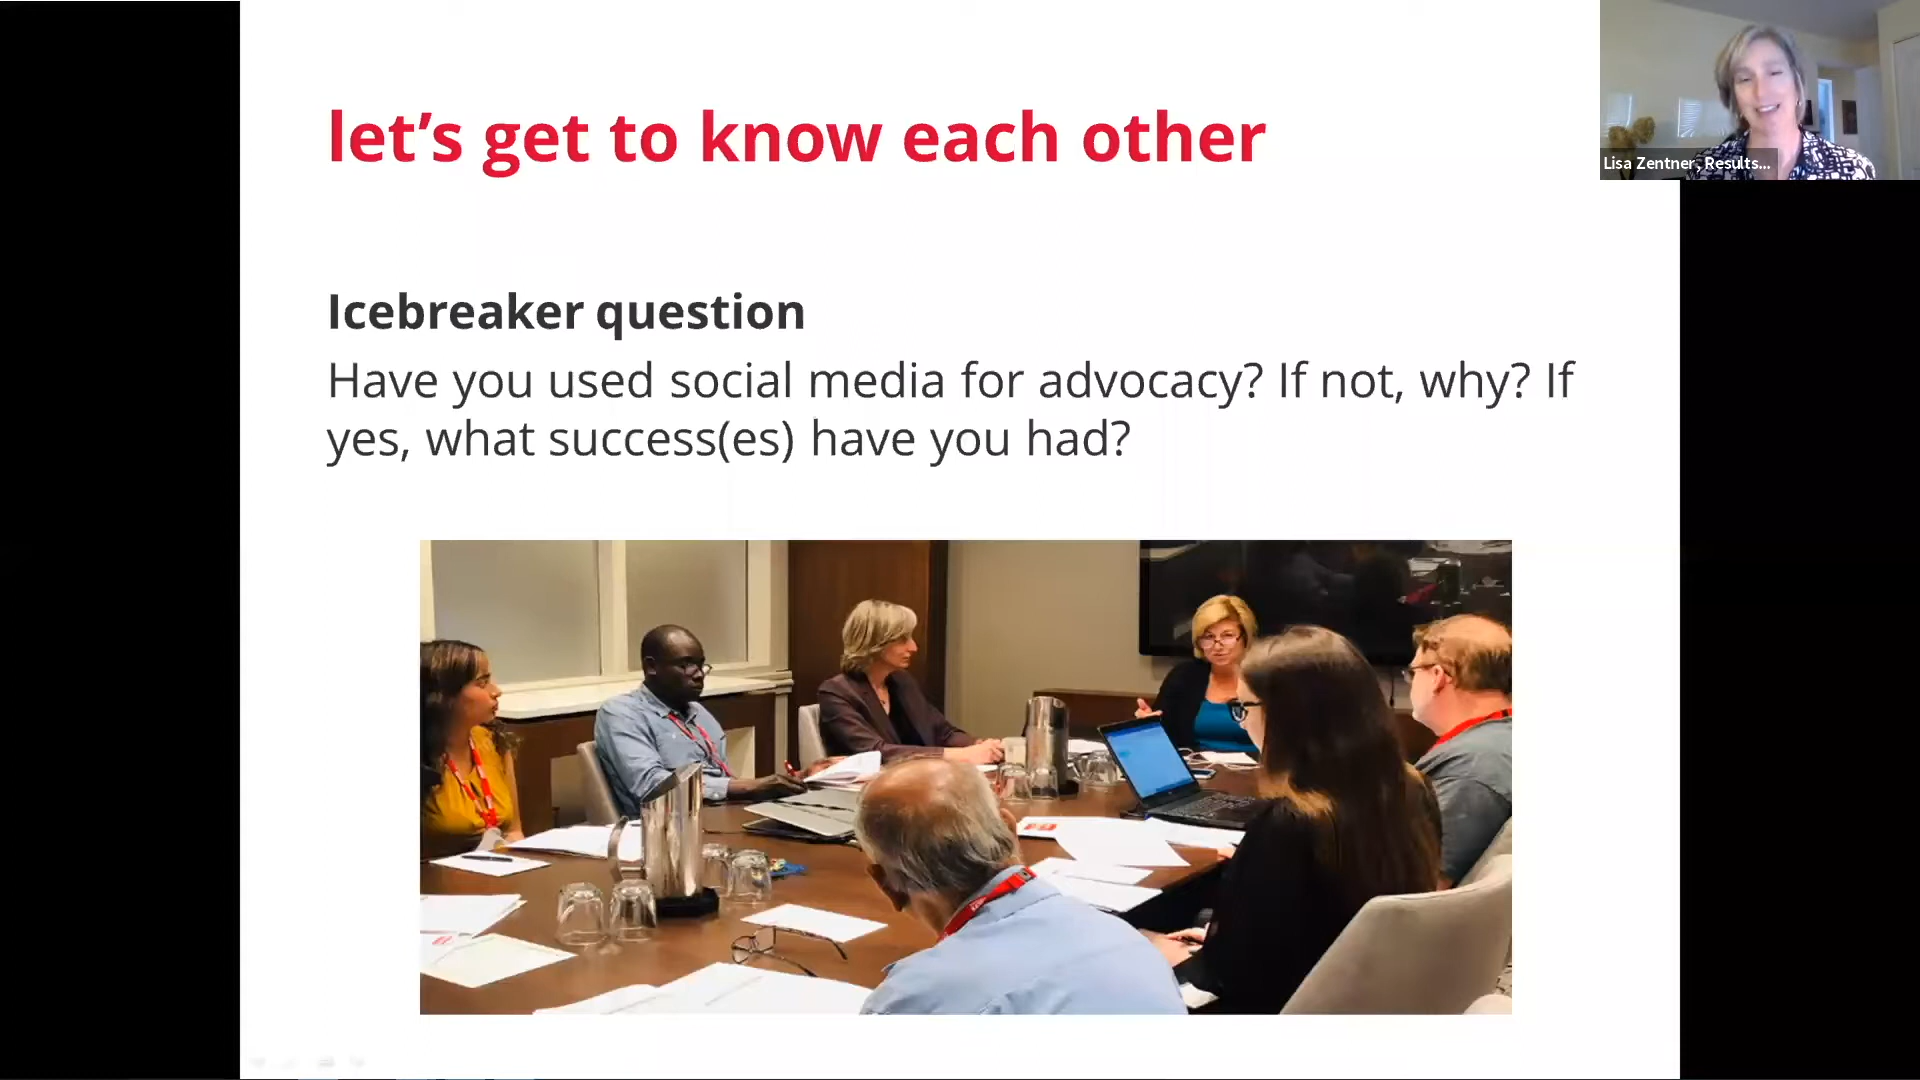 let’s get to know each other
Lisa Zentner, Results...
Icebreaker question
Have you used social media for advocacy? If not, why? If
yes, what success(es) have you had?